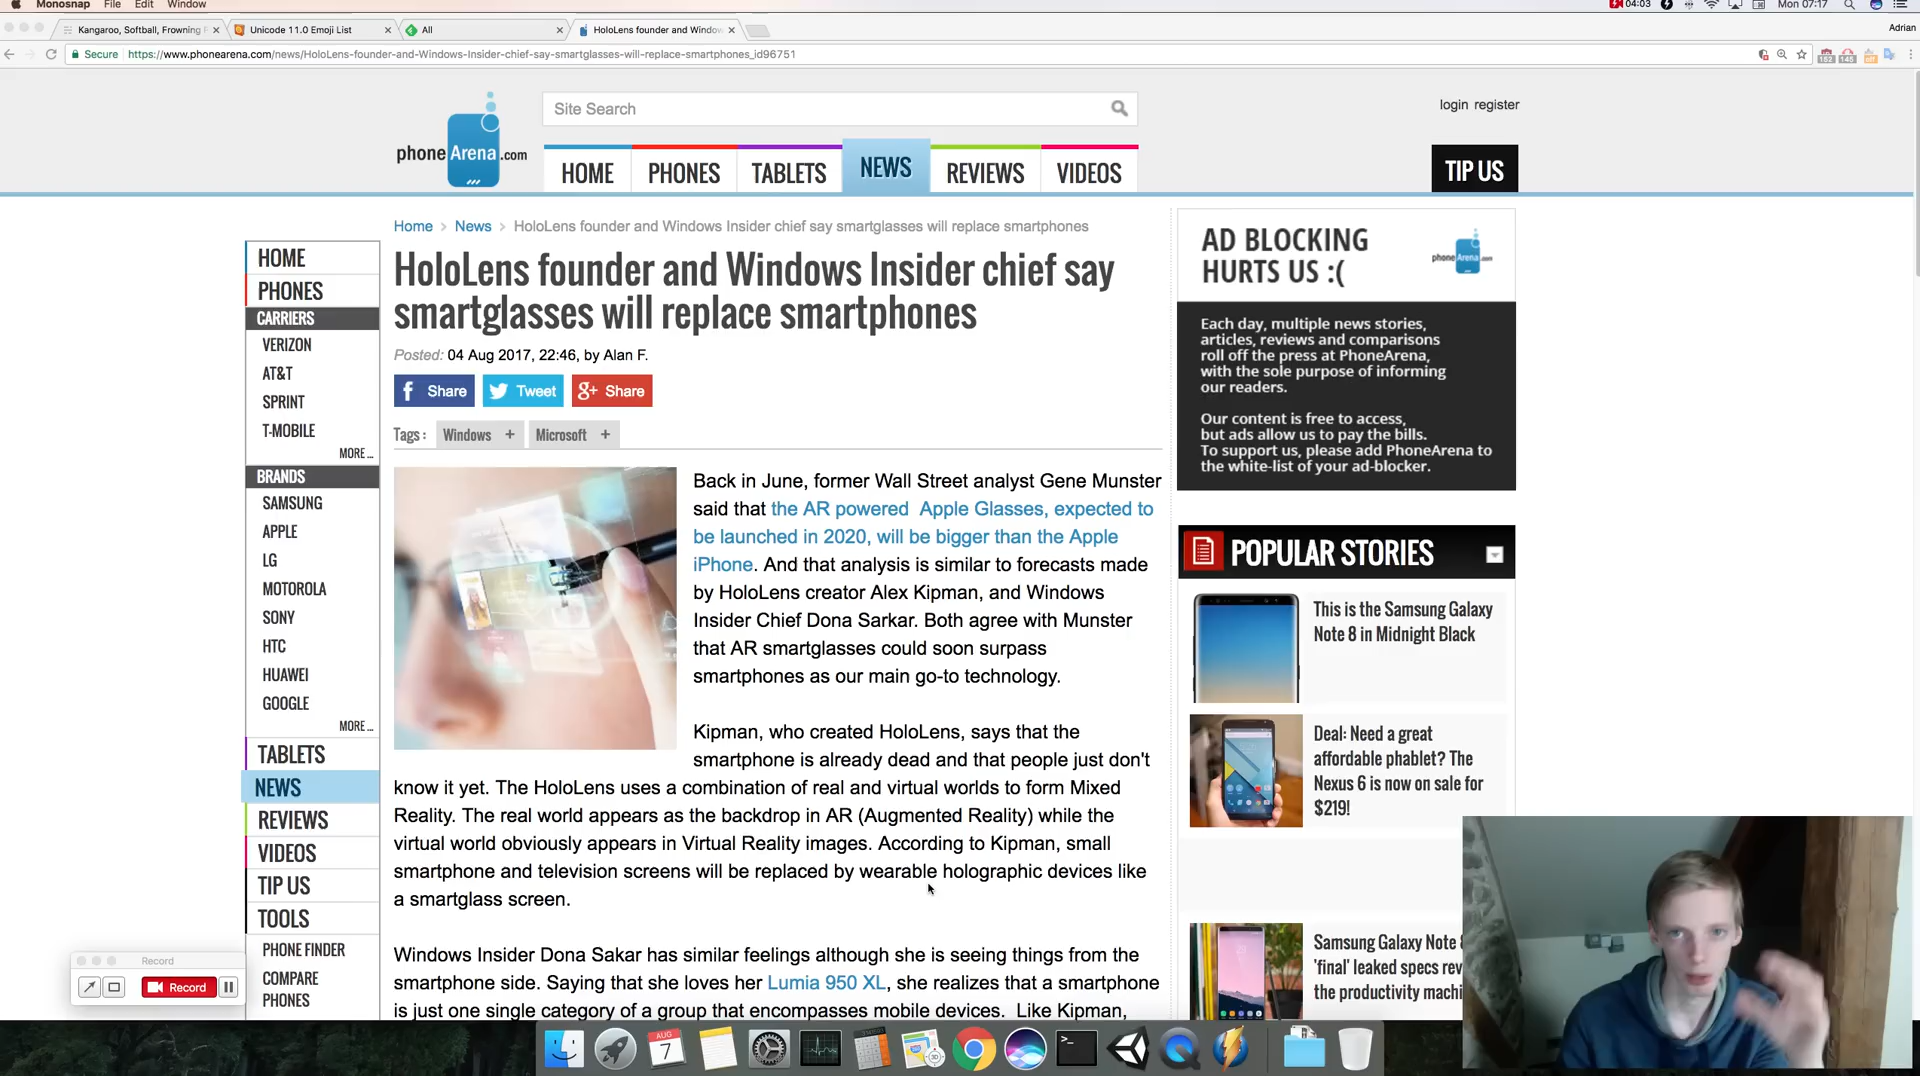 Monosnap File Edit Window
04:03 Mon 07:17
Kangaroo, Softball, Frowning
Unicode 11.0 Emoji List
All
HoloLens founder and Window
Adrian
Secure https://www.phonearena.com/news/HoloLens-founder-and-Windows-Insider-chief-say-smartglasses-will-replace-smartphones_id96751
152 145 off
phoneArena.com
Site Search
login register
HOME PHONES TABLETS NEWS REVIEWS VIDEOS
TIP US
Home > News > HoloLens founder and Windows Insider chief say smartglasses will replace smartphones
HoloLens founder and Windows Insider chief say
smartglasses will replace smartphones
Posted: 04 Aug 2017, 22:46, by Alan F.
f Share
Tweet
g+ Share
Tags : Windows + Microsoft +
HOME
PHONES
CARRIERS
VERIZON
AT&T
SPRINT
T-MOBILE
MORE ...
BRANDS
SAMSUNG
APPLE
LG
MOTOROLA
SONY
HTC
HUAWEI
GOOGLE
MORE ...
TABLETS
NEWS
REVIEWS
VIDEOS
TIP US
TOOLS
PHONE FINDER
COMPARE
PHONES
Back in June, former Wall Street analyst Gene Munster
said that the AR powered Apple Glasses, expected to
be launched in 2020, will be bigger than the Apple
iPhone. And that analysis is similar to forecasts made
by HoloLens creator Alex Kipman, and Windows
Insider Chief Dona Sarkar. Both agree with Munster
that AR smartglasses could soon surpass
smartphones as our main go-to technology.
Kipman, who created HoloLens, says that the
smartphone is already dead and that people just don't
know it yet. The HoloLens uses a combination of real and virtual worlds to form Mixed
Reality. The real world appears as the backdrop in AR (Augmented Reality) while the
virtual world obviously appears in Virtual Reality images. According to Kipman, small
smartphone and television screens will be replaced by wearable holographic devices like
a smartglass screen.
Windows Insider Dona Sakar has similar feelings although she is seeing things from the
smartphone side. Saying that she loves her Lumia 950 XL, she realizes that a smartphone
is just one single category of a group that encompasses mobile devices. Like Kipman,
AD BLOCKING
HURTS US :(
phoneArena
Each day, multiple news stories,
articles, reviews and comparisons
roll off the press at PhoneArena,
with the sole purpose of informing
our readers.
Our content is free to access,
but ads allow us to pay the bills.
To support us, please add PhoneArena to
the white-list of your ad-blocker.
POPULAR STORIES
This is the Samsung Galaxy
Note 8 in Midnight Black
Deal: Need a great
affordable phablet? The
Nexus 6 is now on sale for
$219!
Samsung Galaxy Note
'final' leaked specs rev
the productivity machi
Record
Record
AUG
7